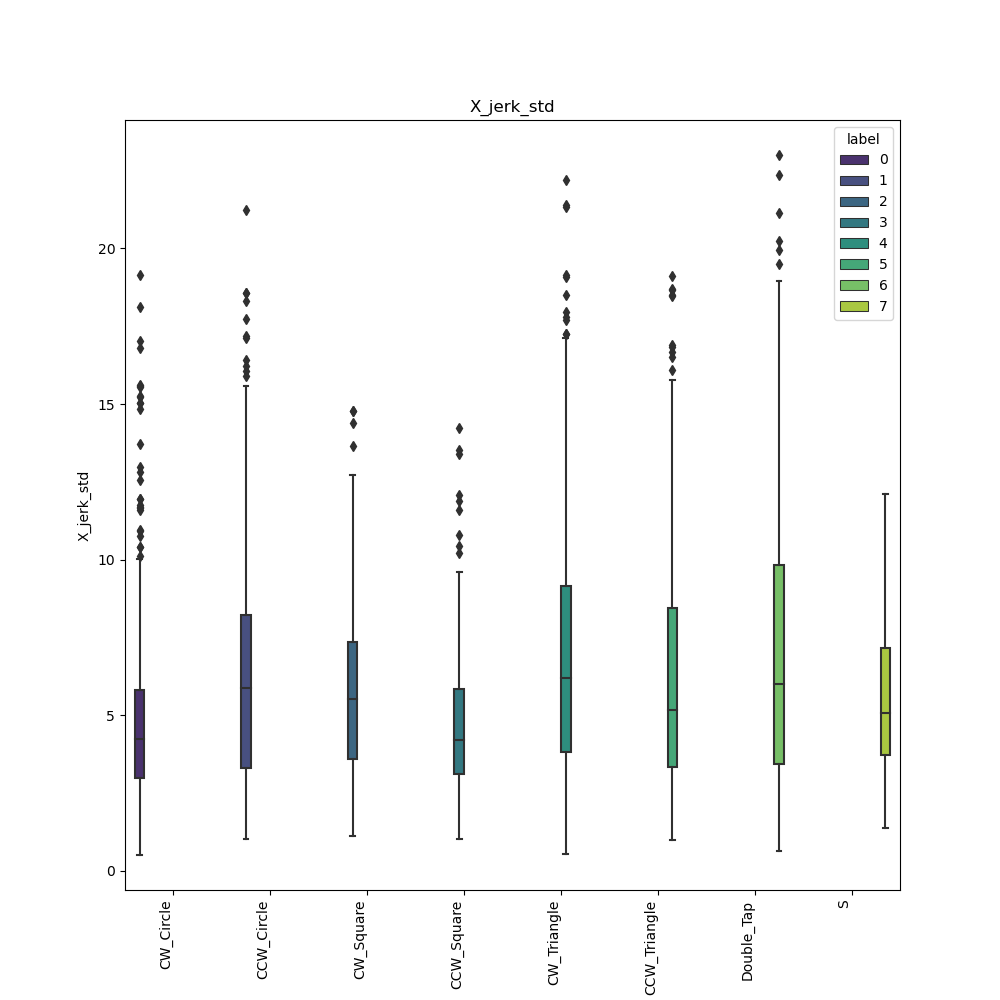 X_jerk_std
label
0
1
2
3
4
5
6
7
20
15
10
5
0
X_jerk_std
CW_Circle
CCW_Circle
CW_Square
CCW_Square
CW_Triangle
CCW_Triangle
Double_Tap
S